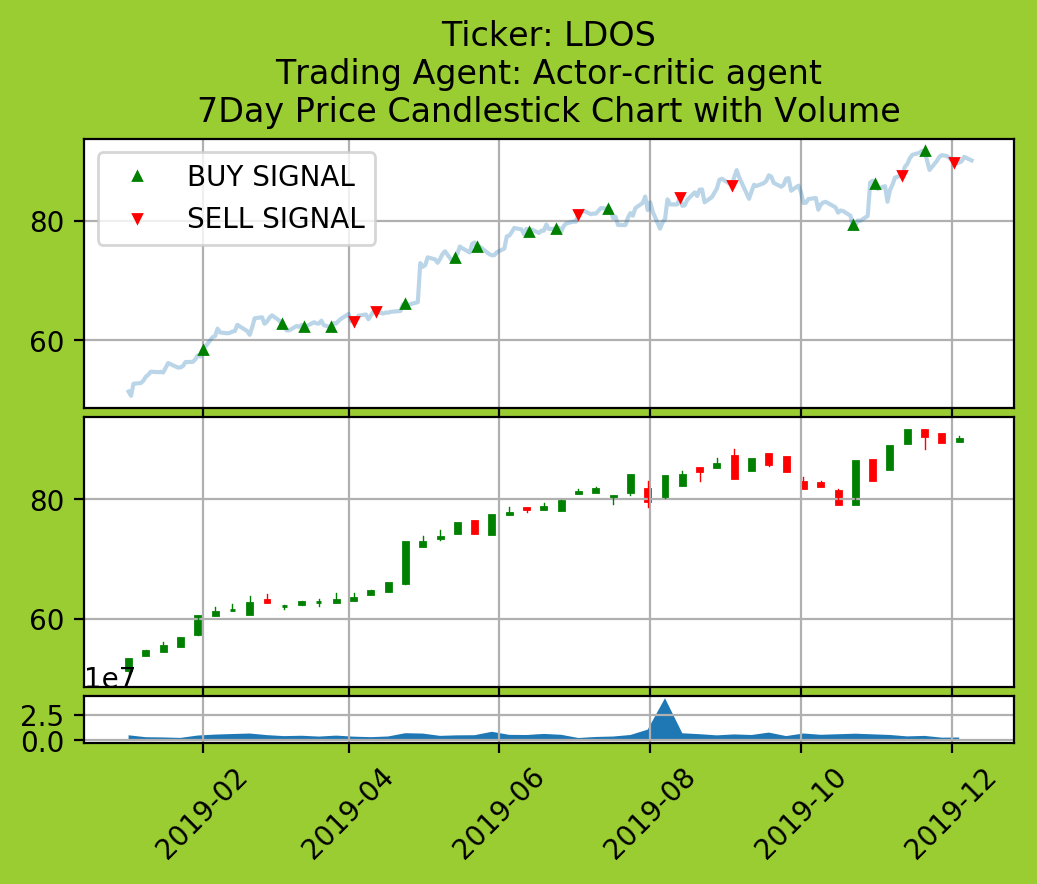 Ticker: LDOS
Trading Agent: Actor-critic agent
7Day Price Candlestick Chart with Volume
BUY SIGNAL
SELL SIGNAL
80
60
80
60
1e7
2.5
0.0
2019-02
2019-04
2019-06
2019-08
2019-10
2019-12